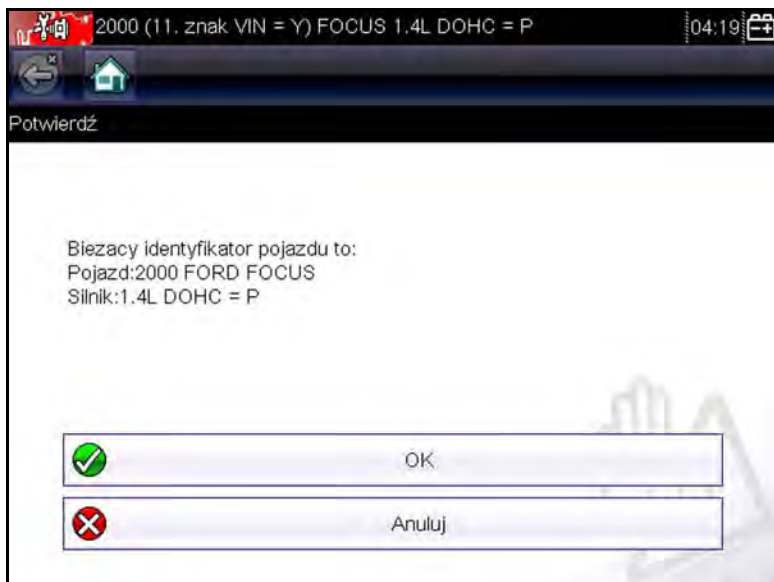 2000 (11. znak VIN = Y) FOCUS 1.4L DOHC = P 04:19
Potwierdź
Biezacy identyfikator pojazdu to:
Pojazd:2000 FORD FOCUS
Silnik:1.4L DOHC = P
OK
Anuluj